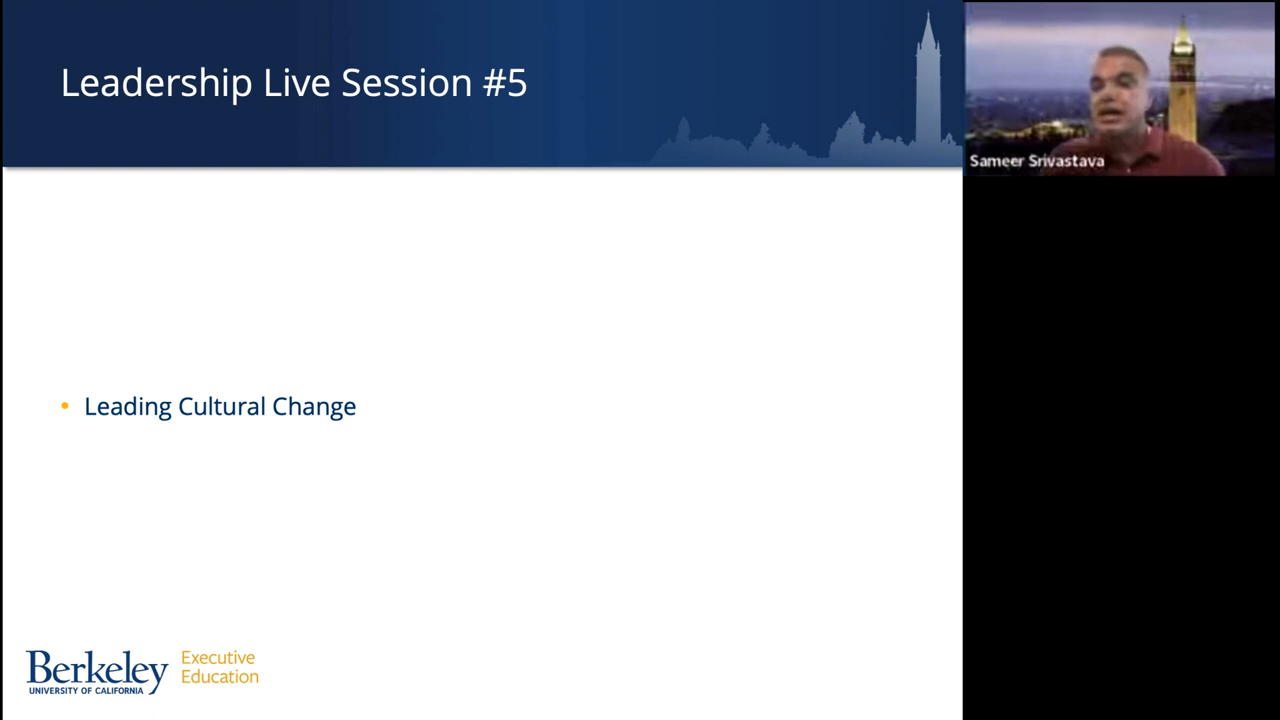 Leadership Live Session #5
Sameer Srivastava
• Leading Cultural Change
Berkeley
UNIVERSITY OF CALIFORNIA
Executive
Education